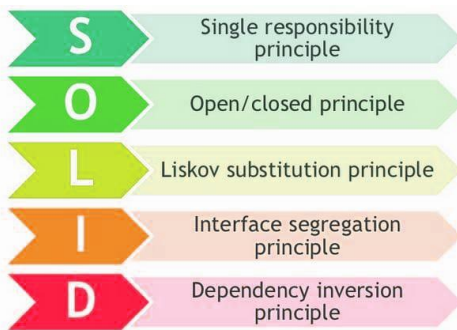 S
Single responsibility
principle
O
Open/closed principle
L
Liskov substitution principle
I
Interface segregation
principle
D
Dependency inversion
principle